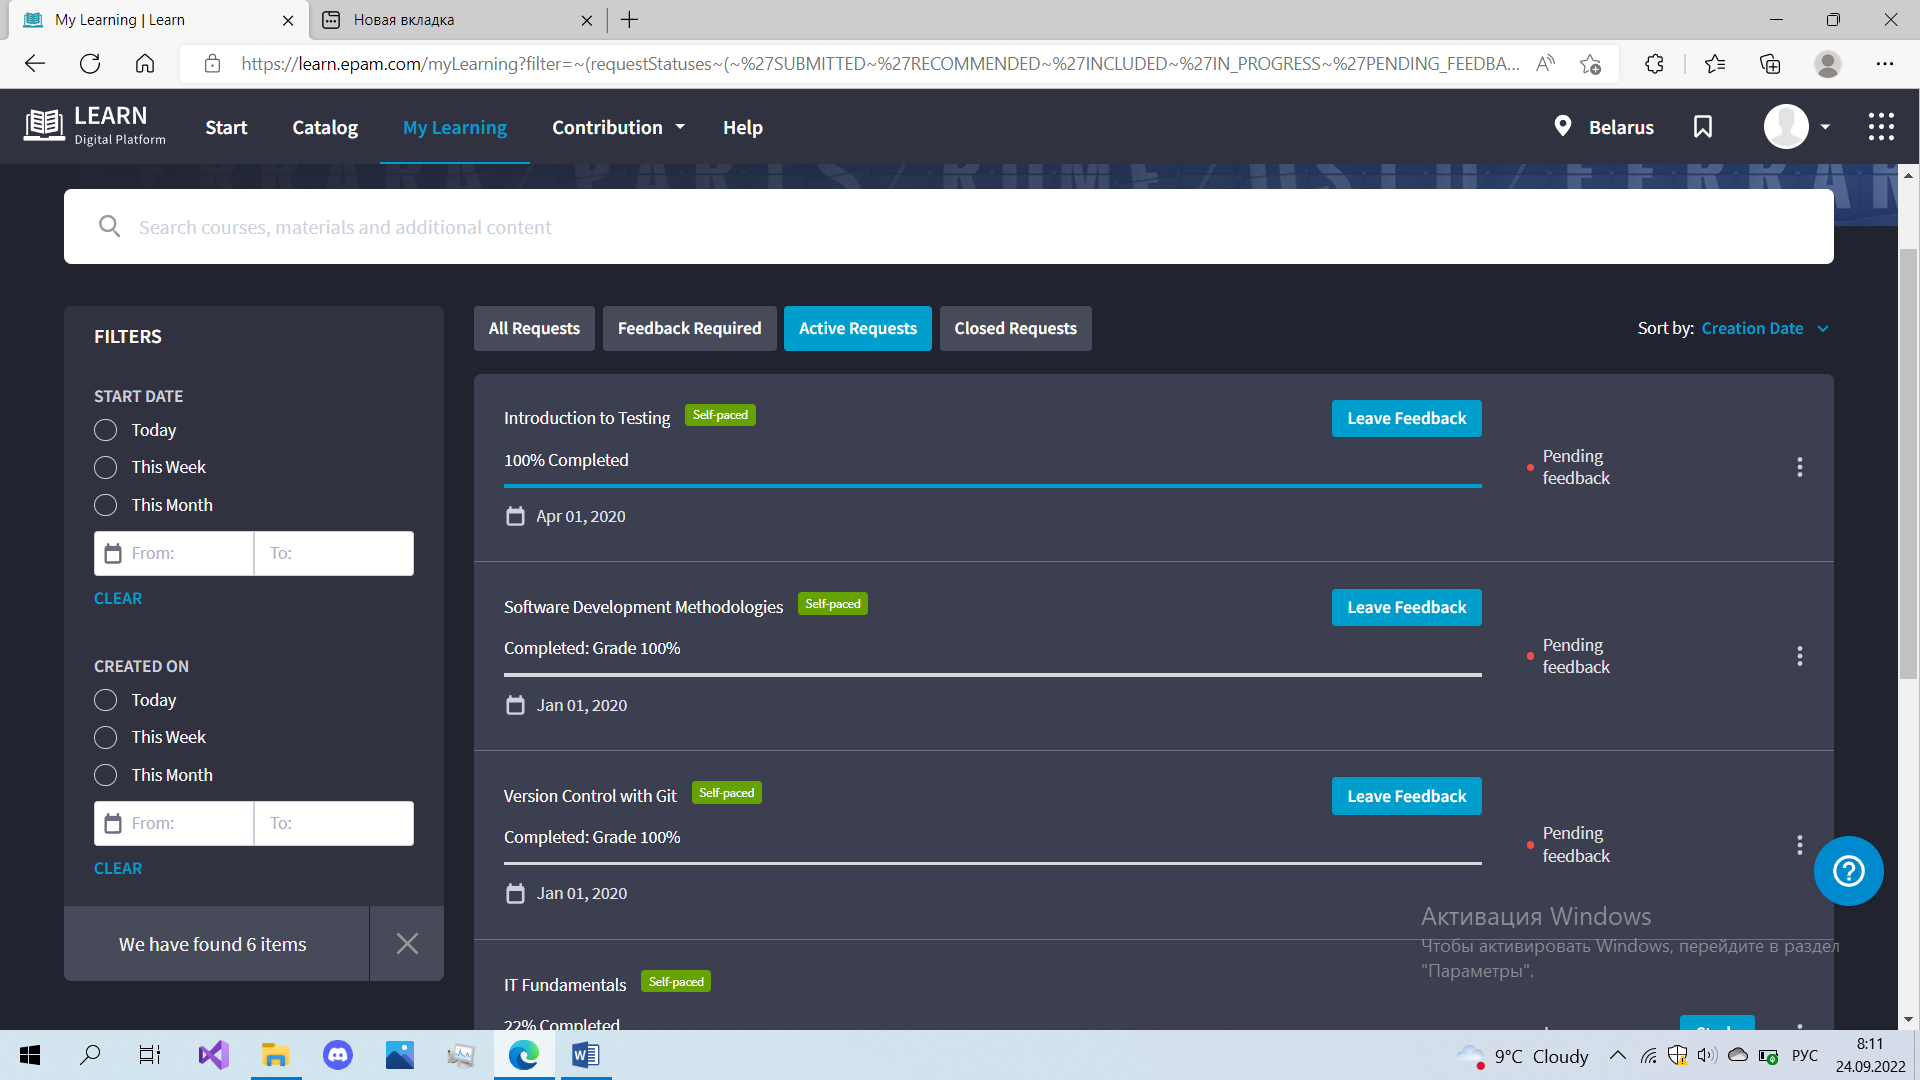 My Learning | Learn
Новая вкладка
https://learn.epam.com/myLearning?filter=~(requestStatuses~(~%27SUBMITTED~%27RECOMMENDED~%27INCLUDED~%27IN_PROGRESS~%27PENDING_FEEDBA...
LEARN
Digital Platform
Start
Catalog
My Learning
Contribution
Help
Belarus
Search courses, materials and additional content
FILTERS
START DATE
Today
This Week
This Month
From:
To:
CLEAR
CREATED ON
Today
This Week
This Month
From:
To:
CLEAR
We have found 6 items
All Requests
Feedback Required
Active Requests
Closed Requests
Sort by: Creation Date
Introduction to Testing
Self-paced
Leave Feedback
100% Completed
Pending
feedback
Apr 01, 2020
Software Development Methodologies
Self-paced
Leave Feedback
Completed: Grade 100%
Pending
feedback
Jan 01, 2020
Version Control with Git
Self-paced
Leave Feedback
Completed: Grade 100%
Pending
feedback
Jan 01, 2020
IT Fundamentals
Self-paced
22% Completed
Активация Windows
Чтобы активировать Windows, перейдите в раздел
"Параметры".
9°C Cloudy
РУС
8:11
24.09.2022